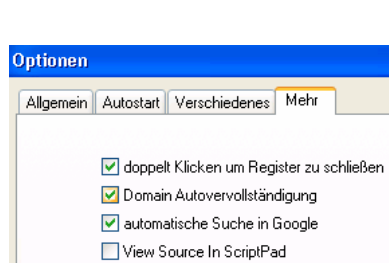 Optionen
Allgemein Autostart Verschiedenes Mehr
doppelt Klicken um Register zu schließen
Domain Autovervollständigung
automatische Suche in Google
View Source In ScriptPad